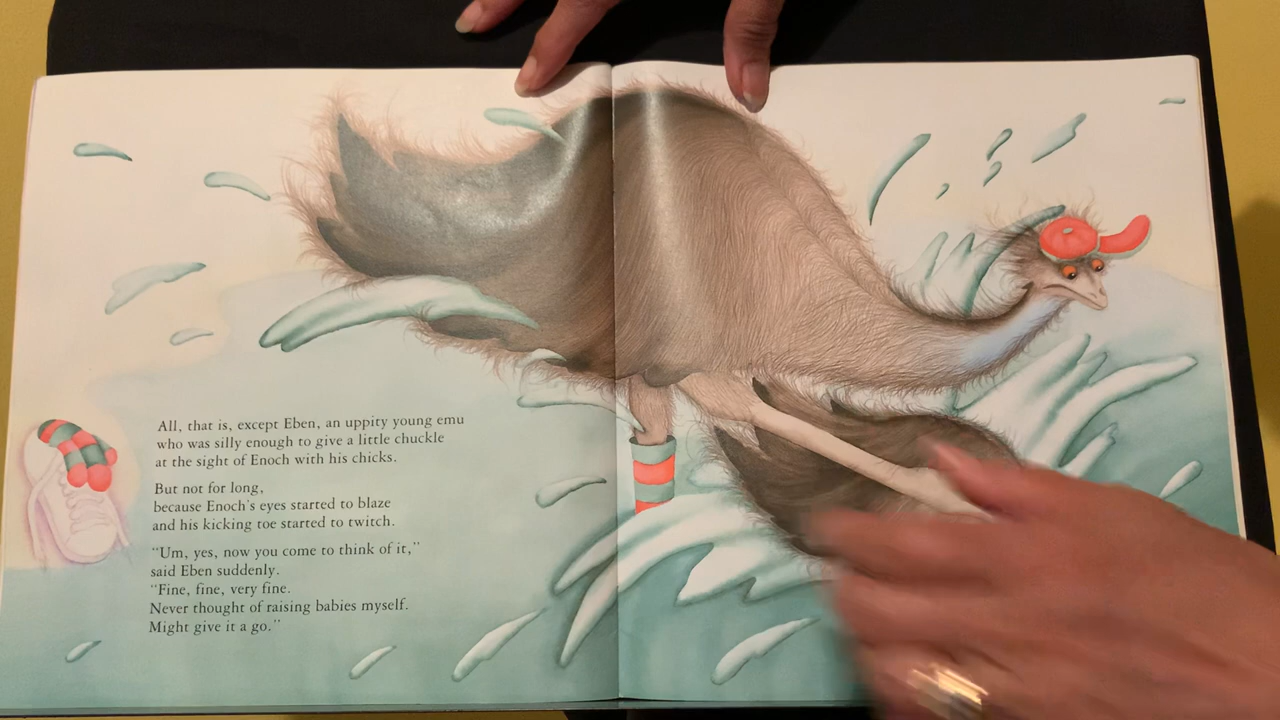 All, that is, except Eben, an uppity young emu
who was silly enough to give a little chuckle
at the sight of Enoch with his chicks.
But not for long,
because Enoch's eyes started to blaze
and his kicking toe started to twitch.
"Um, yes, now you come to think of it,"
said Eben suddenly.
"Fine, fine, very fine.
Never thought of raising babies myself.
Might give it a go."